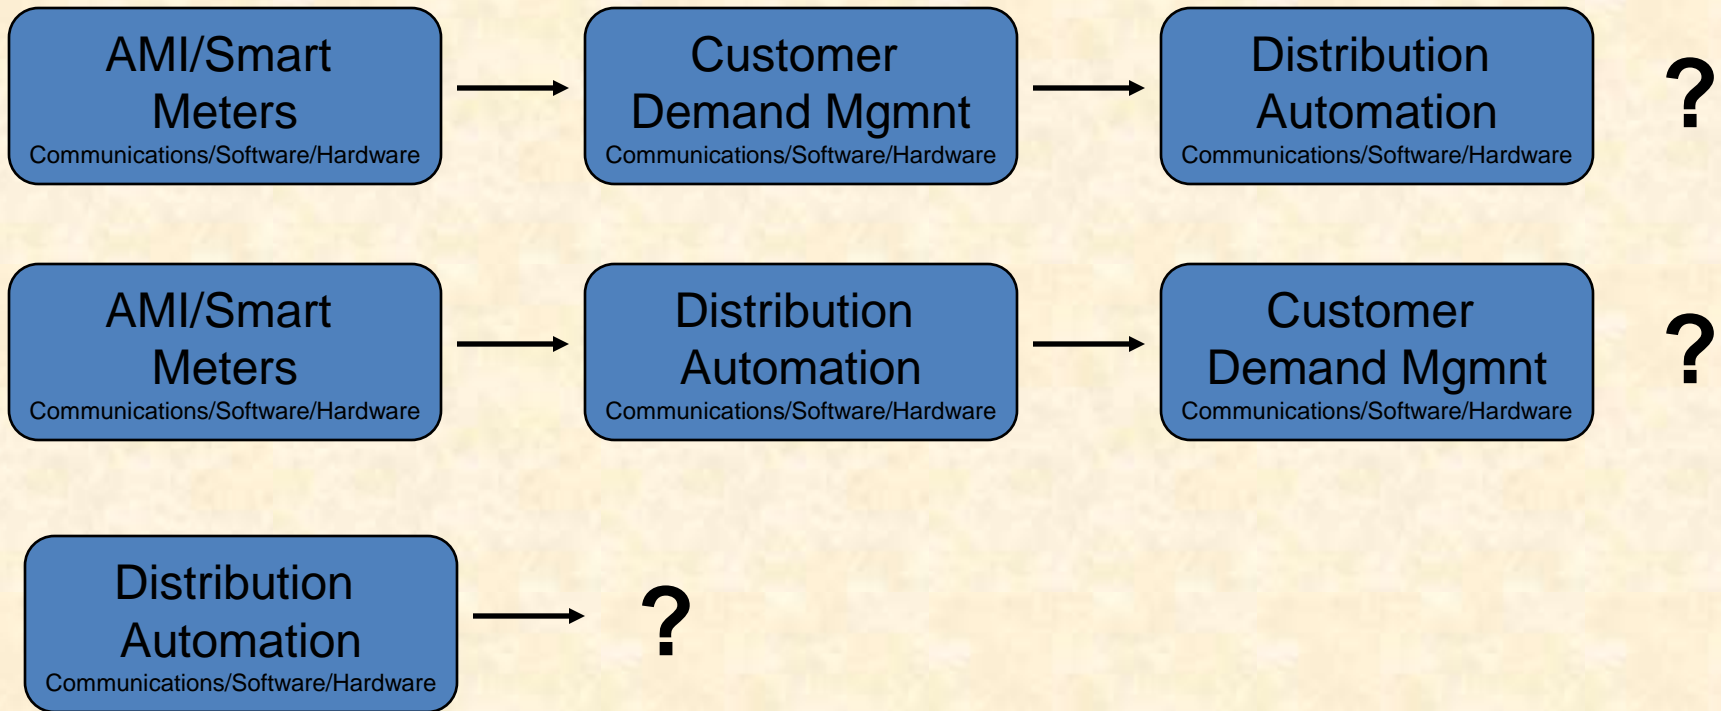 AMI/Smart
Meters
Communications/Software/Hardware
Customer
Demand Mgmnt
Communications/Software/Hardware
Distribution
Automation
Communications/Software/Hardware
?
AMI/Smart
Meters
Communications/Software/Hardware
Distribution
Automation
Communications/Software/Hardware
Customer
Demand Mgmnt
Communications/Software/Hardware
?
Distribution
Automation
Communications/Software/Hardware
?